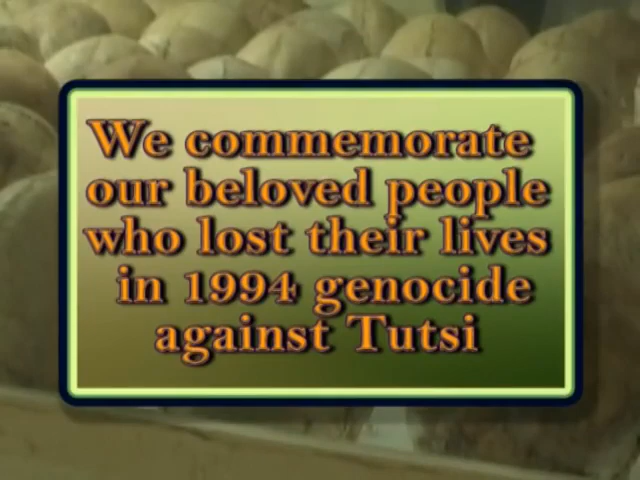 We commemorate
our beloved people
who lost their lives
in 1994 genocide
against Tutsi